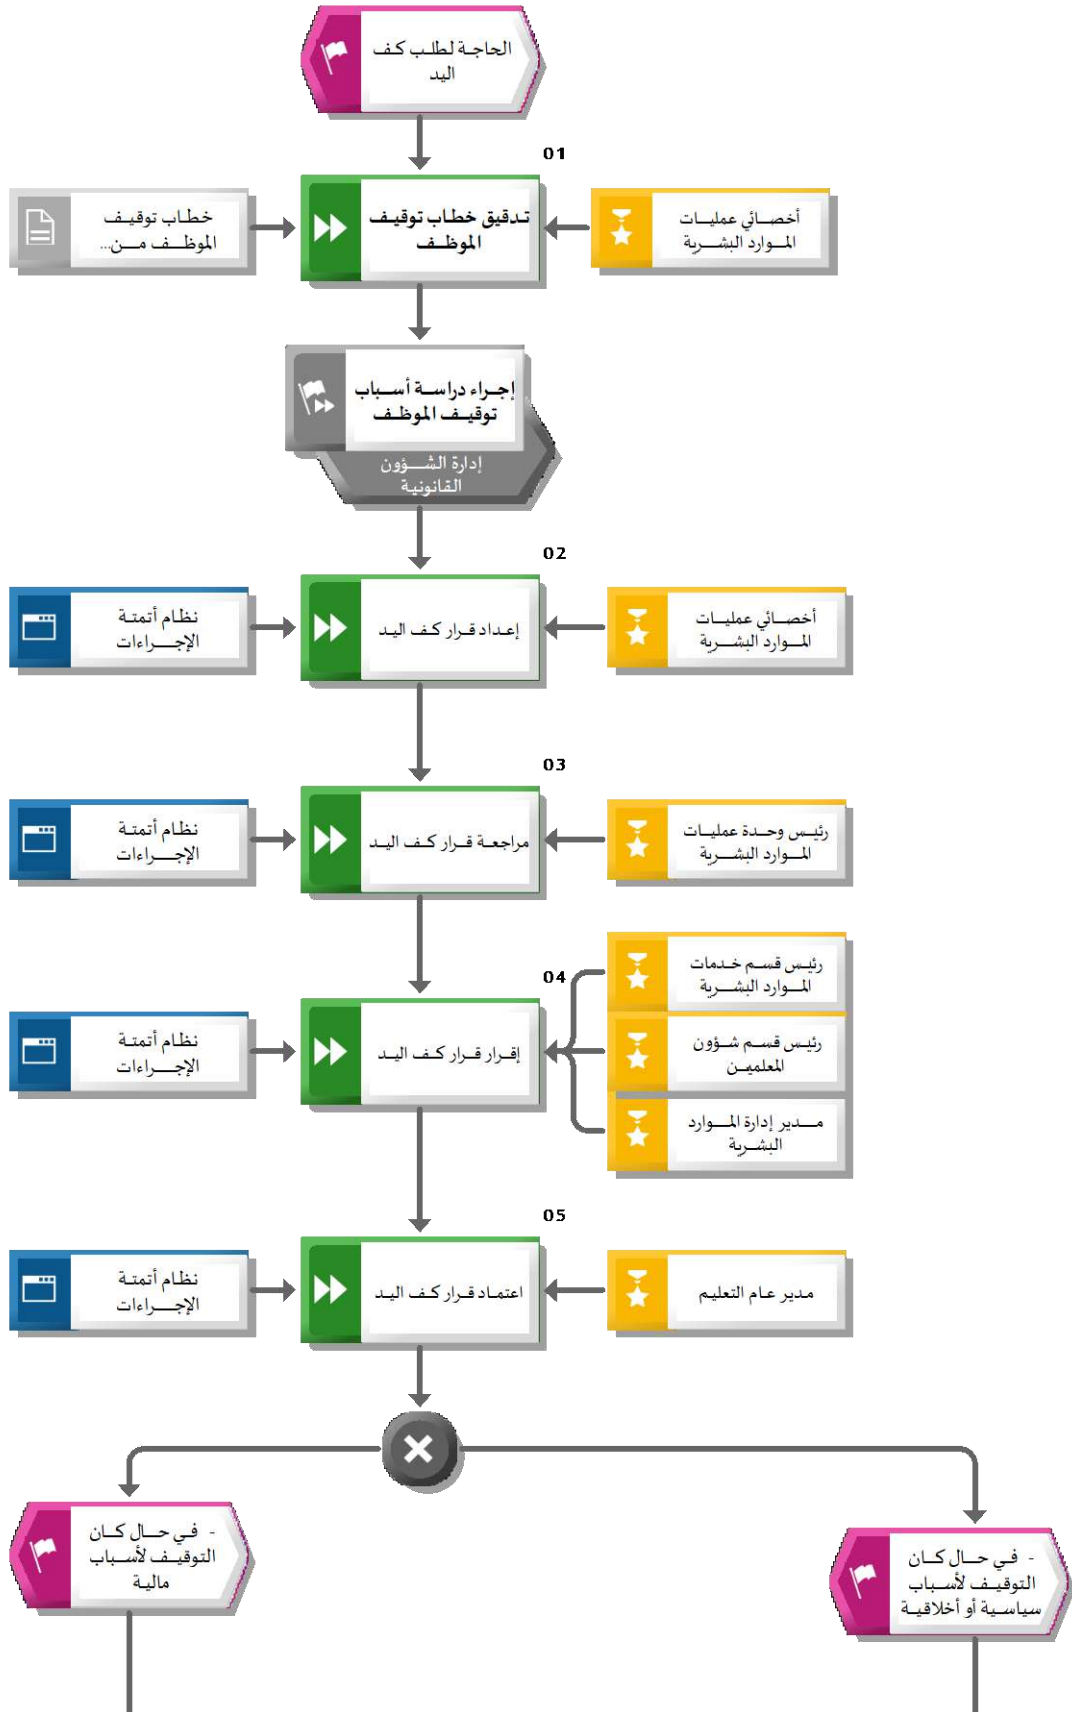 الحاجة لطلب كف
اليد
01
أخصائي عمليات
الموارد البشرية
تدقيق خطاب توقيف
الموظف
خطاب توقيف
الموظف من...
إجراء دراسة أسباب
توقيف الموظف
إدارة الشؤون
القانونية
02
أخصائي عمليات
الموارد البشرية
إعداد قرار كف اليد
نظام أتمتة
الإجراءات
03
رئيس وحدة عمليات
الموارد البشرية
مراجعة قرار كف اليد
نظام أتمتة
الإجراءات
04
رئيس قسم خدمات
الموارد البشرية
رئيس قسم شؤون
المعلمين
مدير إدارة الموارد
البشرية
إقرار قرار كف اليد
نظام أتمتة
الإجراءات
05
مدير عام التعليم
اعتماد قرار كف اليد
نظام أتمتة
الإجراءات
- في حال كان
التوقيف لأسباب
سياسية أو أخلاقية
- في حال كان
التوقيف لأسباب
مالية